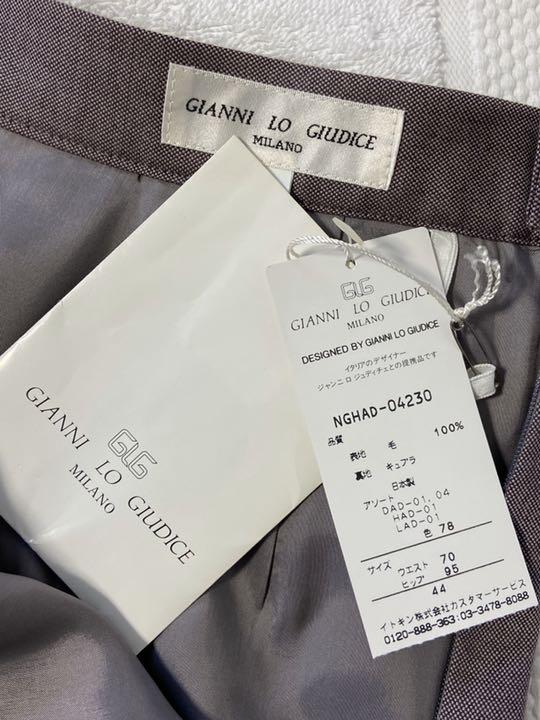 GIANNI LO GIUDICE
MILANO
GLG
GIANNI LO GIUDICE
MILANO
GLG
GIANNI LO GIUDICE
MILANO
DESIGNED BY GIANNI LO GIUDICE
イタリアのデザイナー
ジャンニ ロ ジュディチェとの提携品です
NGHAD-04230
品質
表地 毛 100%
裏地 キュプラ
日本製
アソート
DAD-01,04
HAD-01
LAD-01
色 78
サイズ ウエスト 70
ヒップ 95
44
イトキン株式会社カスタマーサービス
0120-888-363:03-3478-8088